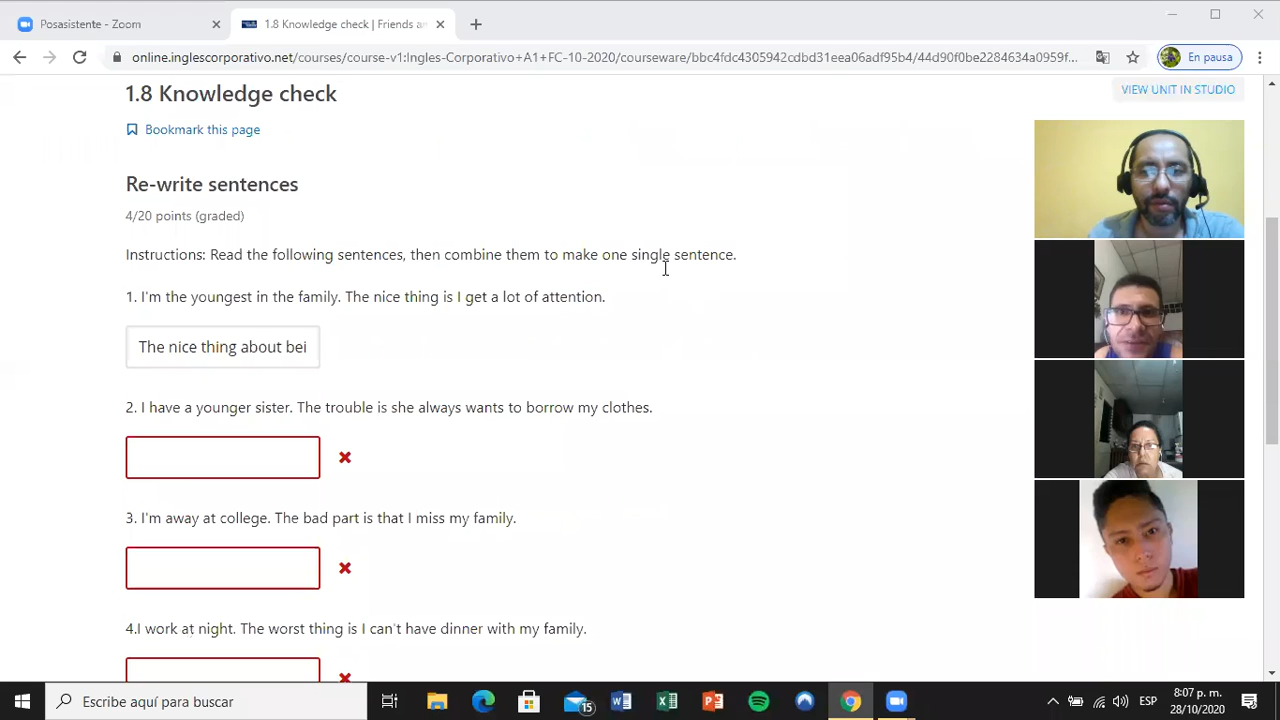 Posasistente - Zoom
1.8 Knowledge check | Friends an
online.inglescorporativo.net/courses/course-v1:Ingles-Corporativo+A1+FC-10-2020/courseware/bbc4fdc4305942cdbd31eea06adf95b4/44d90f0be2284634a0959f...
En pausa
1.8 Knowledge check
VIEW UNIT IN STUDIO
Bookmark this page
Re-write sentences
4/20 points (graded)
Instructions: Read the following sentences, then combine them to make one single sentence.
1. I'm the youngest in the family. The nice thing is I get a lot of attention.
The nice thing about bei
2. I have a younger sister. The trouble is she always wants to borrow my clothes.
3. I'm away at college. The bad part is that I miss my family.
4.I work at night. The worst thing is I can't have dinner with my family.
Escribe aquí para buscar
15
ESP
8:07 p. m.
28/10/2020